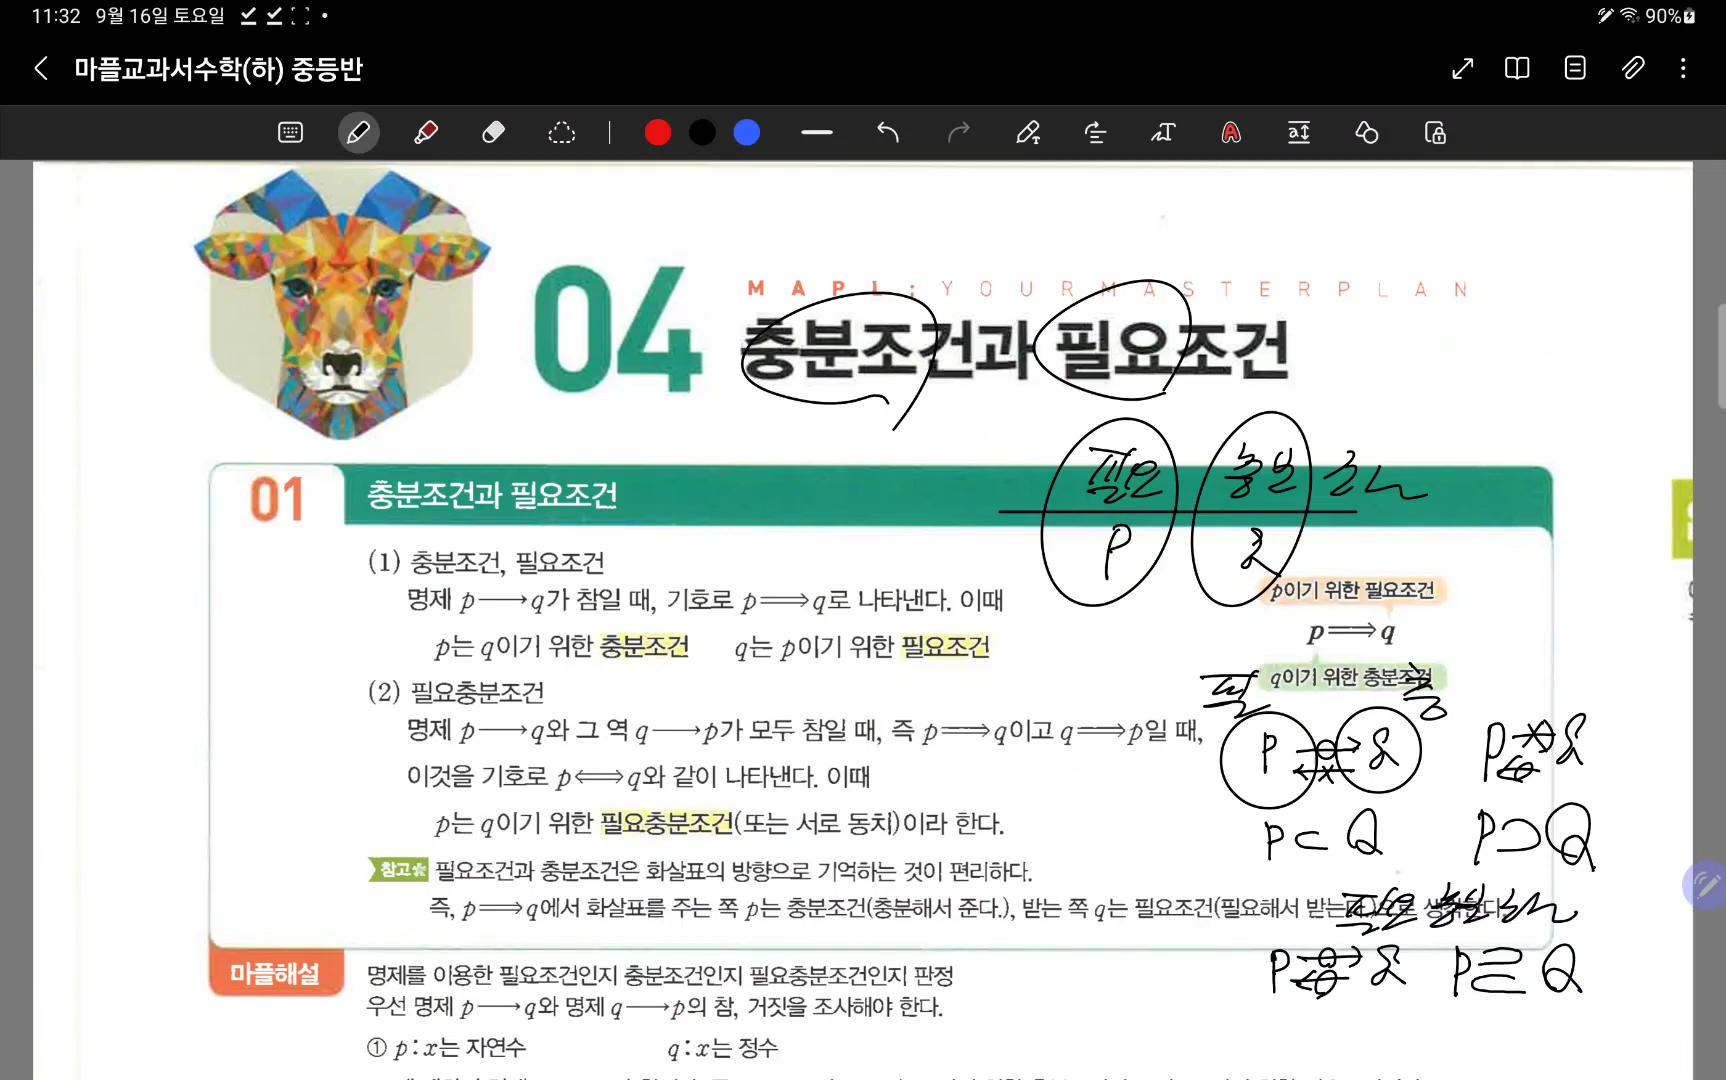 11:32 9월 16일 토요일
90%
마플교과서수학(하) 중등반
04
MAPL;YOURMASTERPLAN
충분조건과 필요조건
필요 충분
P
01 충분조건과 필요조건
(1) 충분조건, 필요조건
명제 p → q가 참일 때, 기호로 p ⟹ q로 나타낸다. 이때
p는 q이기 위한 충분조건 q는 p이기 위한 필요조건
p이기 위한 필요조건
p ⟹ q
q이기 위한 충분조건
(2) 필요충분조건
명제 p → q와 그 역 q → p가 모두 참일 때, 즉 p ⟹ q이고 q ⟹ p일 때,
이것을 기호로 p ⟺ q와 같이 나타낸다. 이때
p는 q이기 위한 필요충분조건(또는 서로 동치)이라 한다.
필 충
P ⊂ Q P ⊃ Q
참고 필요조건과 충분조건은 화살표의 방향으로 기억하는 것이 편리하다.
즉, p ⟹ q에서 화살표를 주는 쪽 p는 충분조건(충분해서 준다.), 받는 쪽 q는 필요조건(필요해서 받는다.)으로 생각한다.
마플해설 명제를 이용한 필요조건인지 충분조건인지 필요충분조건인지 판정
우선 명제 p → q와 명제 q → p의 참, 거짓을 조사해야 한다.
① p : x는 자연수 q : x는 정수